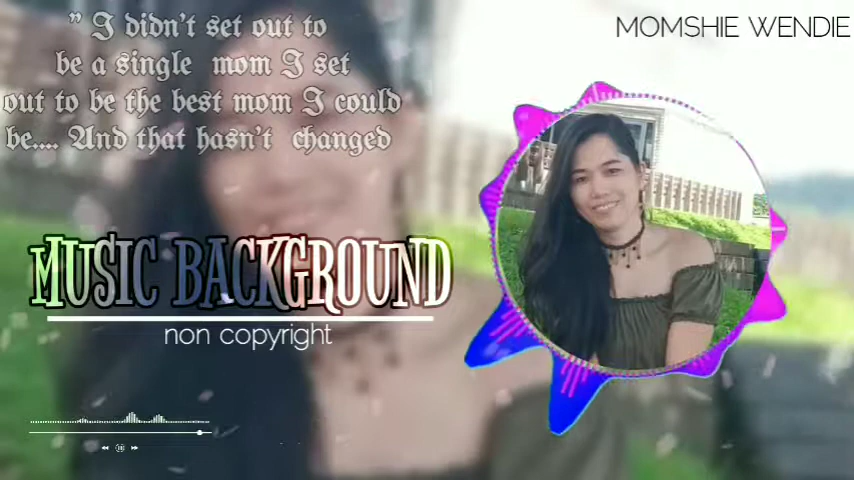 " I didn't set out to
be a single mom I set
out to be the best mom I could
be.... And that hasn't changed
MOMSHIE WENDIE
MUSIC BACKGROUND
non copyright